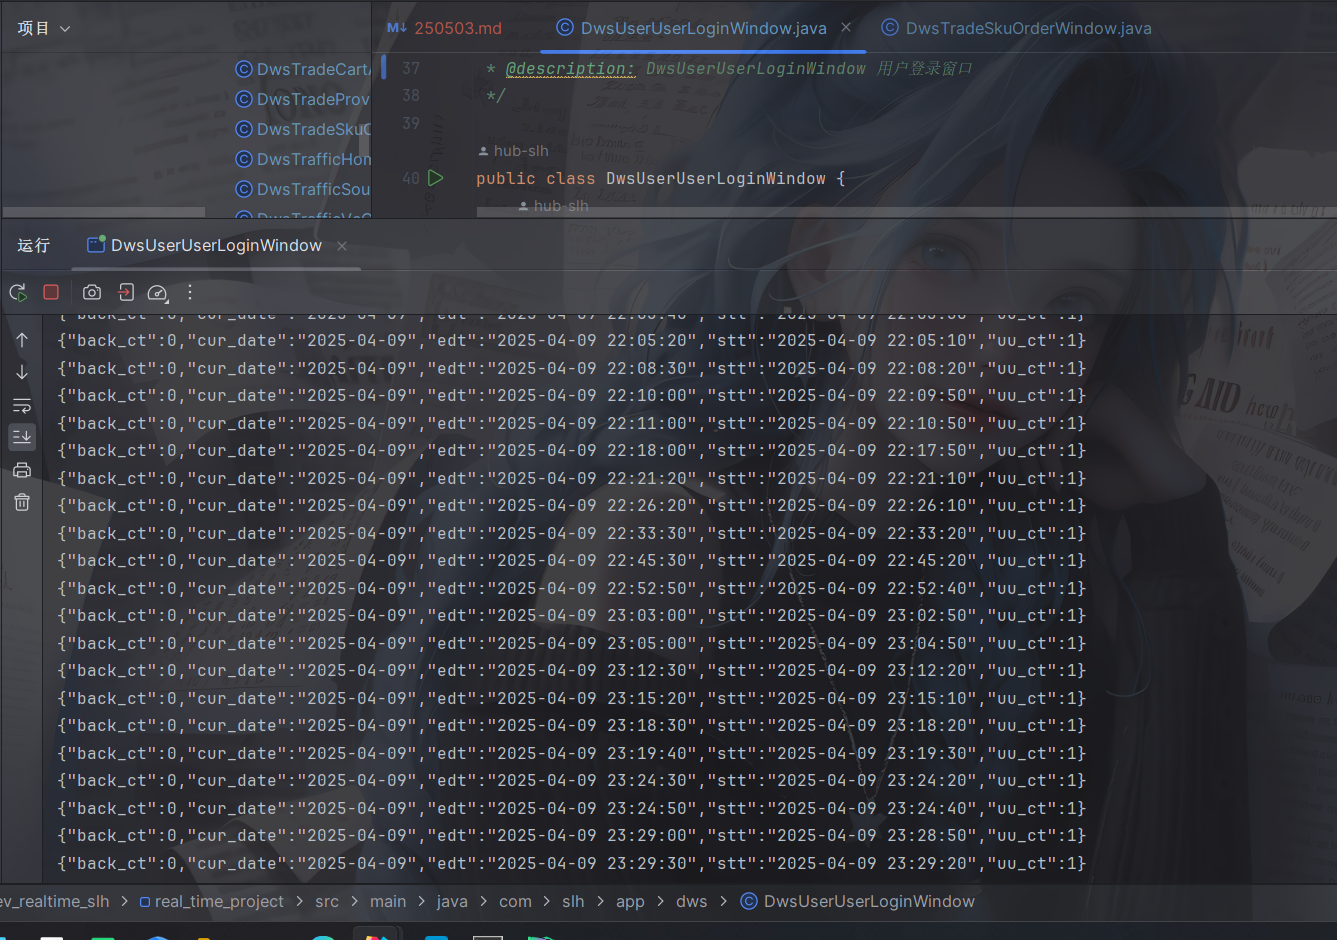 项目
M↓ 250503.md
DwsUserUserLoginWindow.java
DwsTradeSkuOrderWindow.java
DwsTradeCart
DwsTradeProv
DwsTradeSku
DwsTrafficHom
DwsTrafficSou
37 * @description: DwsUserUserLoginWindow 用户登录窗口
38 */
39
hub-slh
40 public class DwsUserUserLoginWindow {
hub-slh
运行 DwsUserUserLoginWindow
{"back_ct":0,"cur_date":"2025-04-09","edt":"2025-04-09 22:05:20","stt":"2025-04-09 22:05:10","uu_ct":1}
{"back_ct":0,"cur_date":"2025-04-09","edt":"2025-04-09 22:08:30","stt":"2025-04-09 22:08:20","uu_ct":1}
{"back_ct":0,"cur_date":"2025-04-09","edt":"2025-04-09 22:10:00","stt":"2025-04-09 22:09:50","uu_ct":1}
{"back_ct":0,"cur_date":"2025-04-09","edt":"2025-04-09 22:11:00","stt":"2025-04-09 22:10:50","uu_ct":1}
{"back_ct":0,"cur_date":"2025-04-09","edt":"2025-04-09 22:18:00","stt":"2025-04-09 22:17:50","uu_ct":1}
{"back_ct":0,"cur_date":"2025-04-09","edt":"2025-04-09 22:21:20","stt":"2025-04-09 22:21:10","uu_ct":1}
{"back_ct":0,"cur_date":"2025-04-09","edt":"2025-04-09 22:26:20","stt":"2025-04-09 22:26:10","uu_ct":1}
{"back_ct":0,"cur_date":"2025-04-09","edt":"2025-04-09 22:33:30","stt":"2025-04-09 22:33:20","uu_ct":1}
{"back_ct":0,"cur_date":"2025-04-09","edt":"2025-04-09 22:45:30","stt":"2025-04-09 22:45:20","uu_ct":1}
{"back_ct":0,"cur_date":"2025-04-09","edt":"2025-04-09 22:52:50","stt":"2025-04-09 22:52:40","uu_ct":1}
{"back_ct":0,"cur_date":"2025-04-09","edt":"2025-04-09 23:03:00","stt":"2025-04-09 23:02:50","uu_ct":1}
{"back_ct":0,"cur_date":"2025-04-09","edt":"2025-04-09 23:05:00","stt":"2025-04-09 23:04:50","uu_ct":1}
{"back_ct":0,"cur_date":"2025-04-09","edt":"2025-04-09 23:12:30","stt":"2025-04-09 23:12:20","uu_ct":1}
{"back_ct":0,"cur_date":"2025-04-09","edt":"2025-04-09 23:15:20","stt":"2025-04-09 23:15:10","uu_ct":1}
{"back_ct":0,"cur_date":"2025-04-09","edt":"2025-04-09 23:18:30","stt":"2025-04-09 23:18:20","uu_ct":1}
{"back_ct":0,"cur_date":"2025-04-09","edt":"2025-04-09 23:19:40","stt":"2025-04-09 23:19:30","uu_ct":1}
{"back_ct":0,"cur_date":"2025-04-09","edt":"2025-04-09 23:24:30","stt":"2025-04-09 23:24:20","uu_ct":1}
{"back_ct":0,"cur_date":"2025-04-09","edt":"2025-04-09 23:24:50","stt":"2025-04-09 23:24:40","uu_ct":1}
{"back_ct":0,"cur_date":"2025-04-09","edt":"2025-04-09 23:29:00","stt":"2025-04-09 23:28:50","uu_ct":1}
{"back_ct":0,"cur_date":"2025-04-09","edt":"2025-04-09 23:29:30","stt":"2025-04-09 23:29:20","uu_ct":1}
ev_realtime_slh > real_time_project > src > main > java > com > slh > app > dws > DwsUserUserLoginWindow